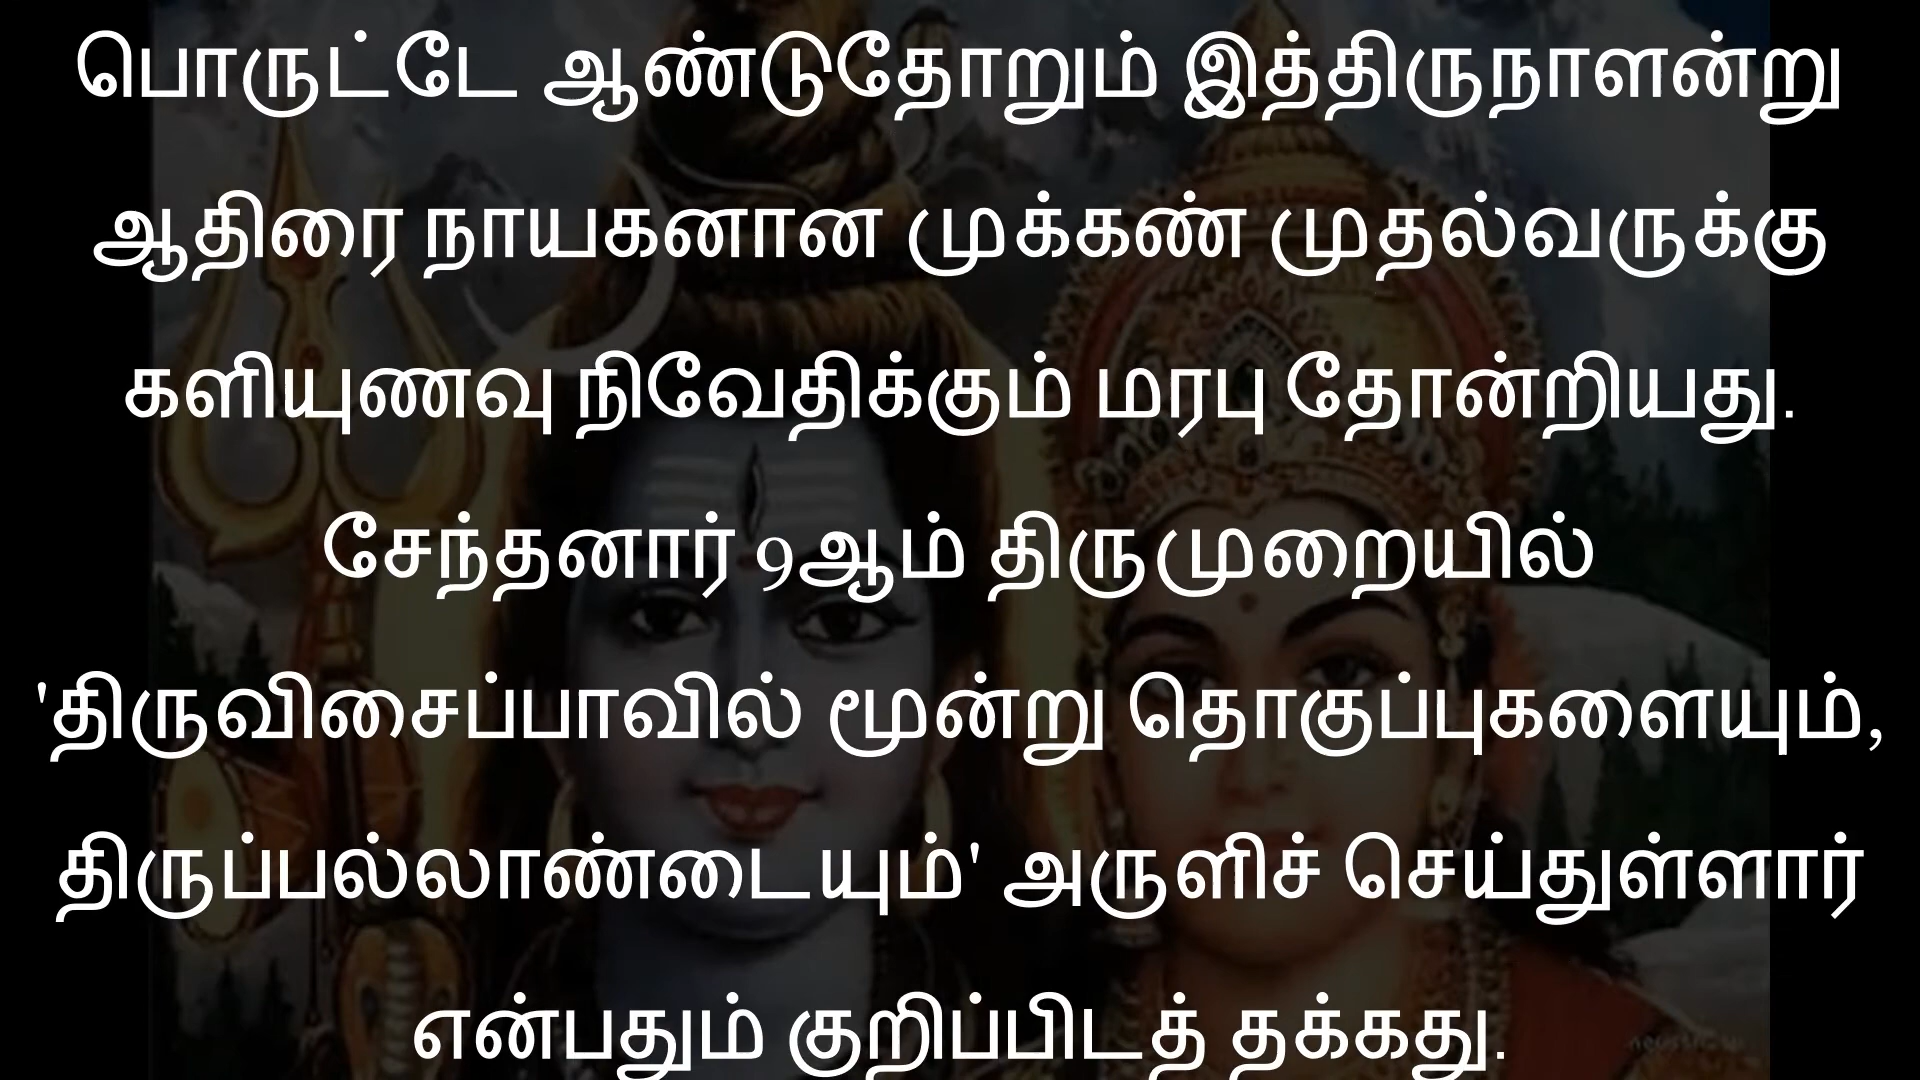 பொருட்டே ஆண்டுதோறும் இத்திருநாளன்று
ஆதிரை நாயகனான முக்கண் முதல்வருக்கு
களியுணவு நிவேதிக்கும் மரபு தோன்றியது.
சேந்தனார் 9ஆம் திருமுறையில்
'திருவிசைப்பாவில் மூன்று தொகுப்புகளையும்,
திருப்பல்லாண்டையும்' அருளிச் செய்துள்ளார்
என்பதும் குறிப்பிடத் தக்கது.